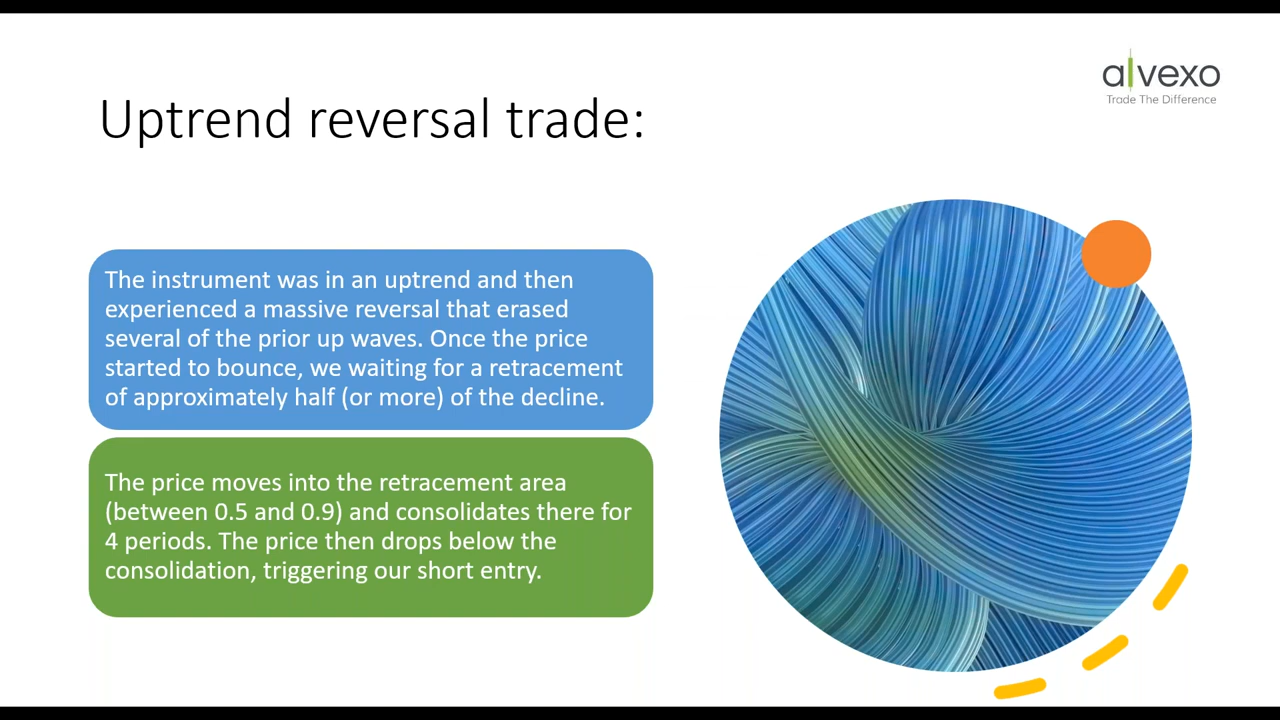 alvexo
Trade The Difference
Uptrend reversal trade:
The instrument was in an uptrend and then
experienced a massive reversal that erased
several of the prior up waves. Once the price
started to bounce, we waiting for a retracement
of approximately half (or more) of the decline.
The price moves into the retracement area
(between 0.5 and 0.9) and consolidates there for
4 periods. The price then drops below the
consolidation, triggering our short entry.